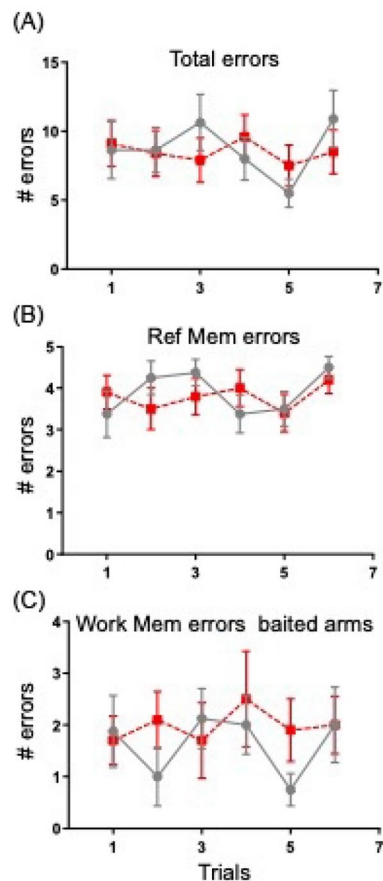 (A)
Total errors
15
10
5
0
# errors
1 3 5 7
(B)
Ref Mem errors
5
4
3
2
1
0
# errors
1 3 5 7
(C)
Work Mem errors baited arms
4
3
2
1
0
# errors
1 3 5 7
Trials